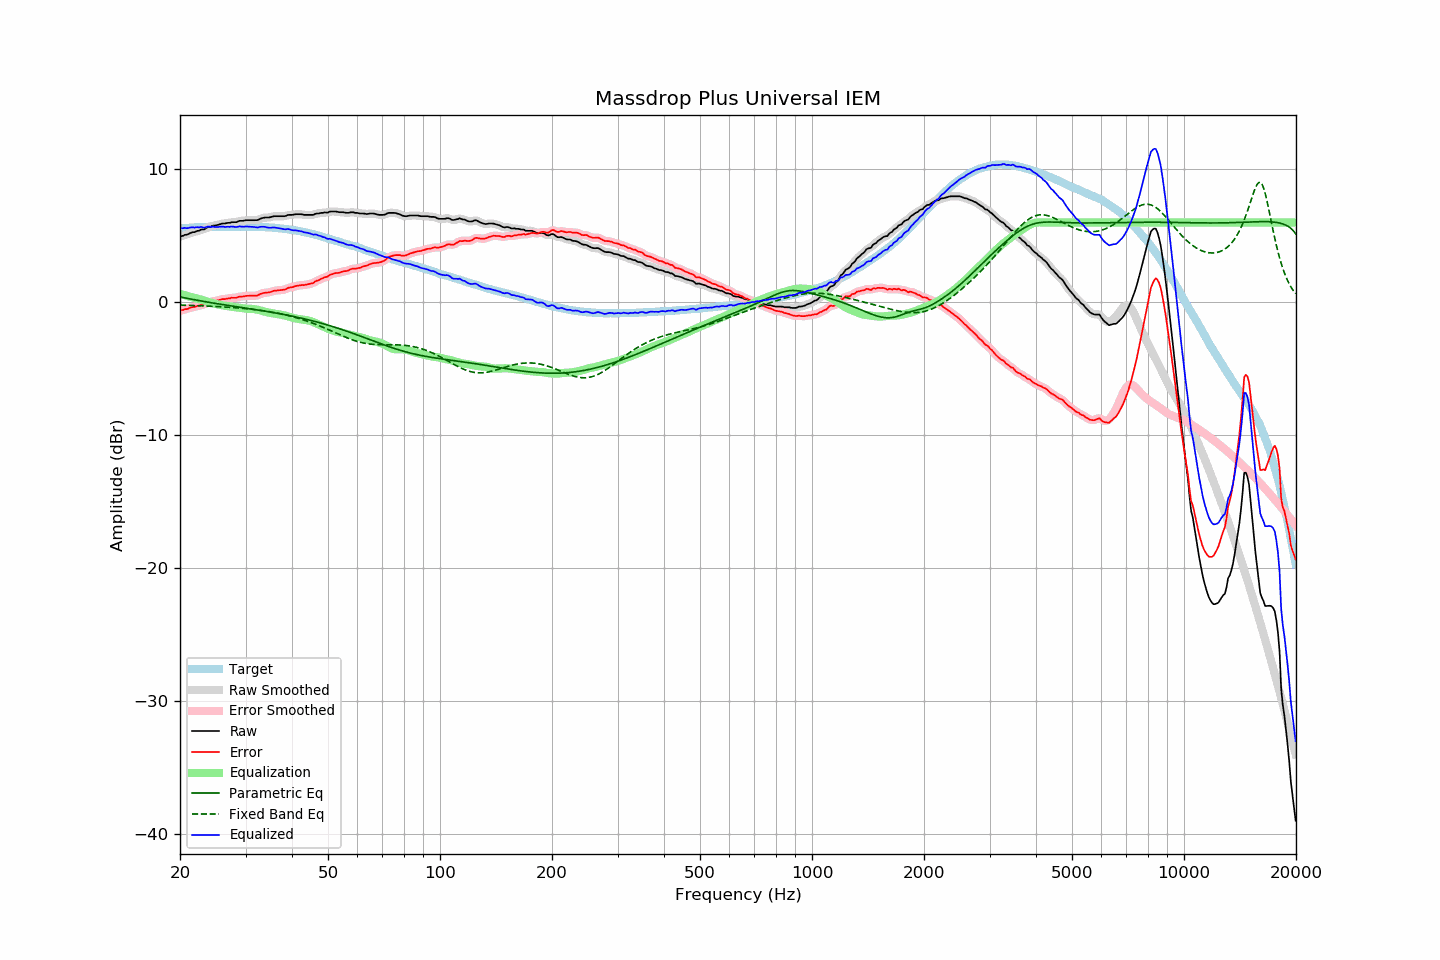 Massdrop Plus Universal IEM
Amplitude (dBr)
10
0
−10
−20
−30
−40
Target
Raw Smoothed
Error Smoothed
Raw
Error
Equalization
Parametric Eq
Fixed Band Eq
Equalized
20 50 100 200 500 1000 2000 5000 10000 20000
Frequency (Hz)